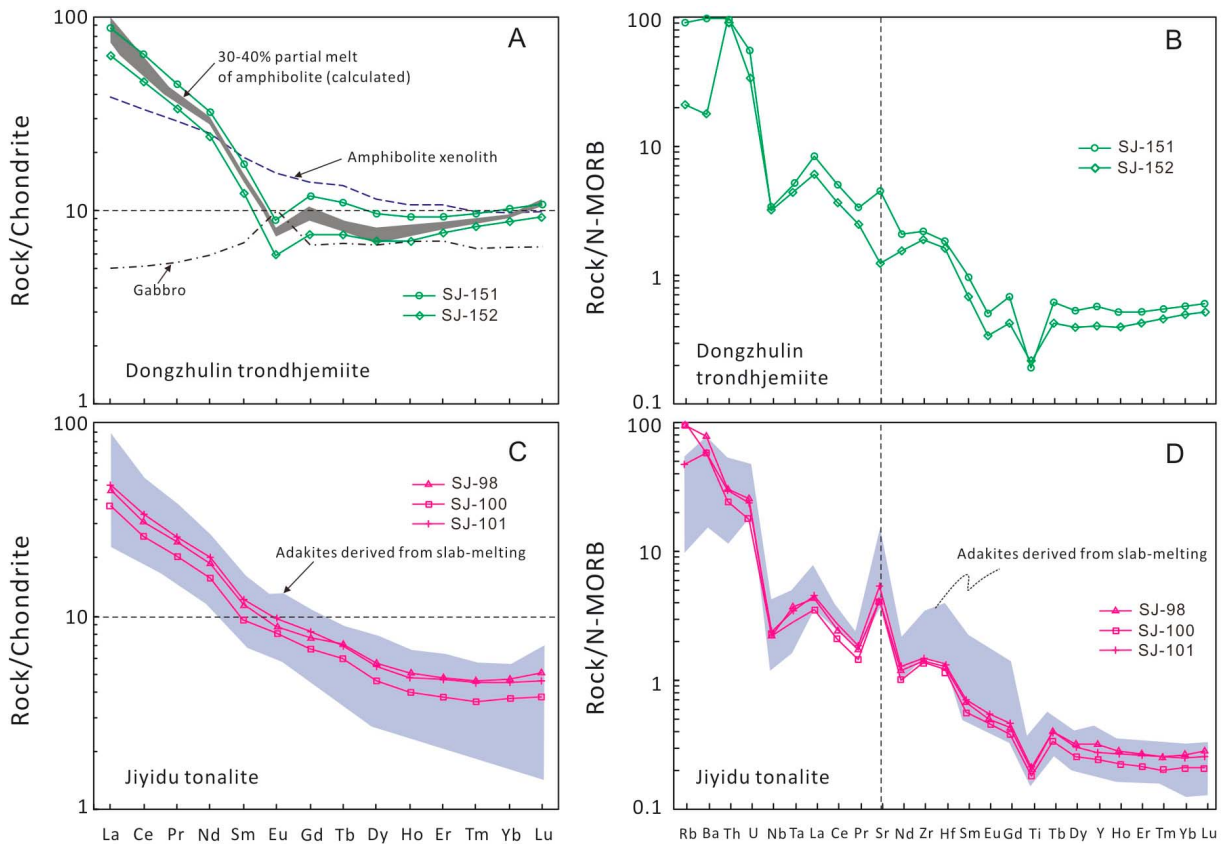 A
100
10
1
Rock/Chondrite
30-40% partial melt
of amphibolite (calculated)
Amphibolite xenolith
Gabbro
SJ-151
SJ-152
Dongzhulin trondhjemiite
B
100
10
1
0.1
Rock/N-MORB
SJ-151
SJ-152
Dongzhulin
trondhjemiite
C
100
10
1
Rock/Chondrite
SJ-98
SJ-100
SJ-101
Adakites derived from slab-melting
Jiyidu tonalite
La Ce Pr Nd Sm Eu Gd Tb Dy Ho Er Tm Yb Lu
D
100
10
1
0.1
Rock/N-MORB
Adakites derived from slab-melting
SJ-98
SJ-100
SJ-101
Jiyidu tonalite
Rb Ba Th U Nb Ta La Ce Pr Sr Nd Zr Hf Sm Eu Gd Ti Tb Dy Y Ho Er Tm Yb Lu